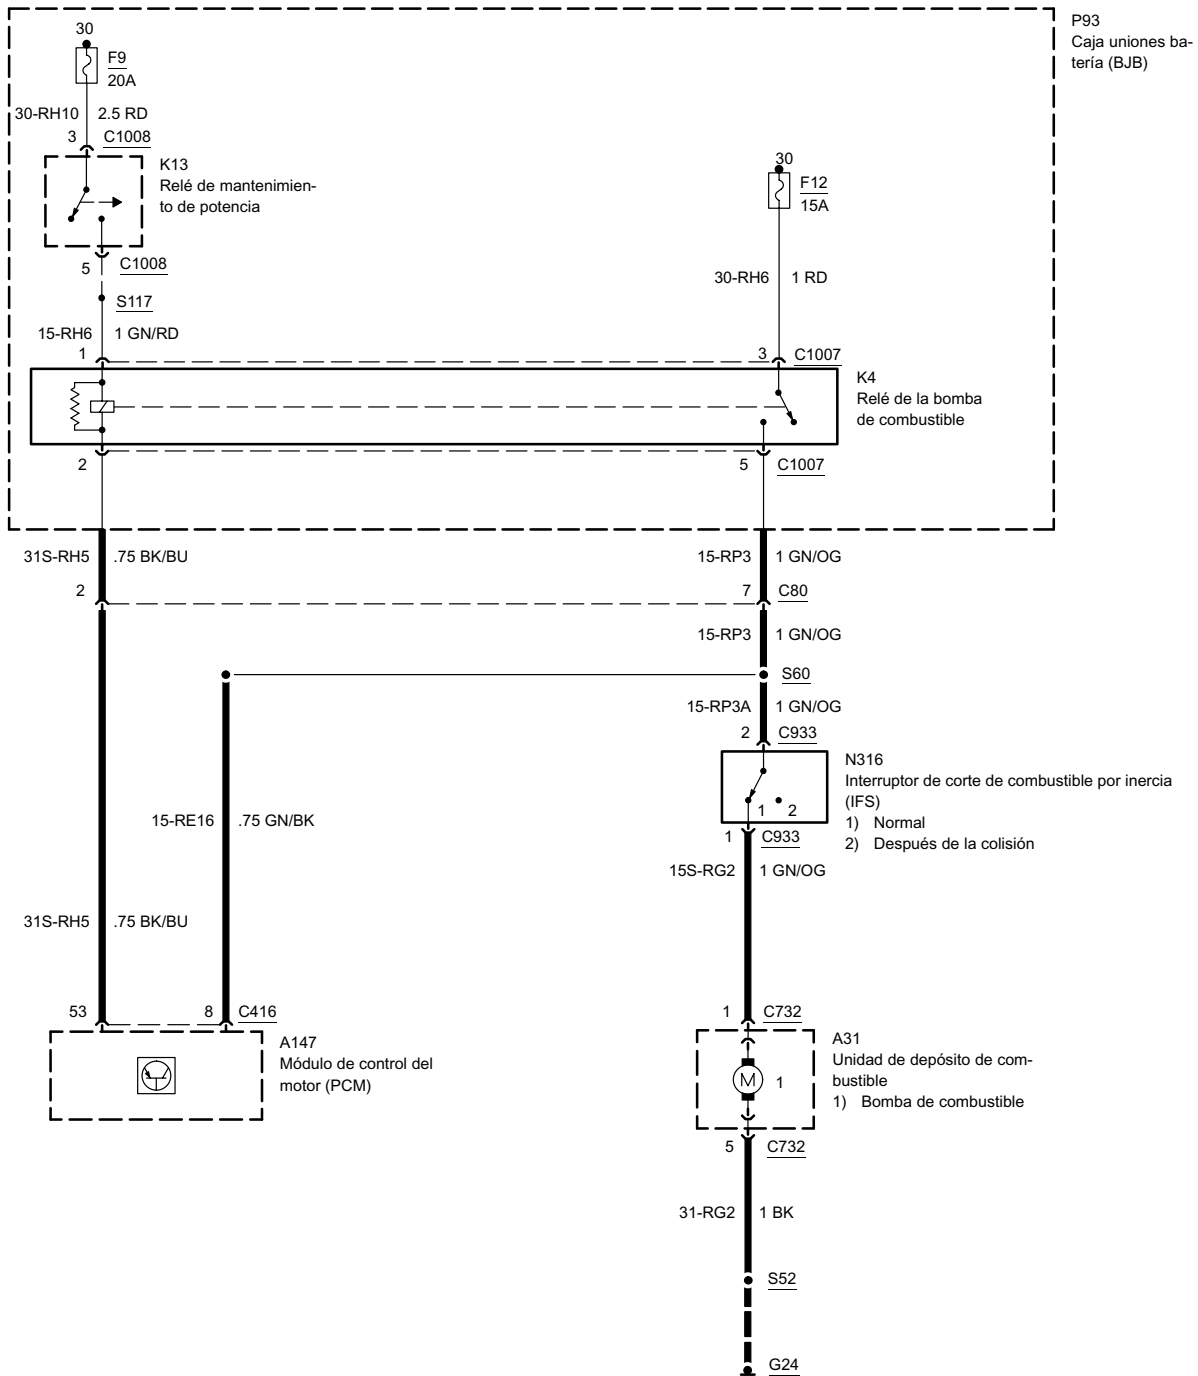 P93
Caja uniones ba-
tería (BJB)
30
F9
20A
30-RH10 2.5 RD
3 C1008
K13
Relé de mantenimien-
to de potencia
5 C1008
S117
15-RH6 1 GN/RD
1
30
F12
15A
30-RH6 1 RD
3 C1007
K4
Relé de la bomba
de combustible
2
5 C1007
31S-RH5 .75 BK/BU
15-RP3 1 GN/OG
2
7 C80
15-RP3 1 GN/OG
S60
15-RP3A 1 GN/OG
2 C933
N316
Interruptor de corte de combustible por inercia
(IFS)
1) Normal
2) Después de la colisión
1 2
1 C933
15-RE16 .75 GN/BK
15S-RG2 1 GN/OG
31S-RH5 .75 BK/BU
53
8 C416
A147
Módulo de control del
motor (PCM)
1 C732
A31
Unidad de depósito de com-
bustible
1) Bomba de combustible
M 1
5 C732
31-RG2 1 BK
S52
G24